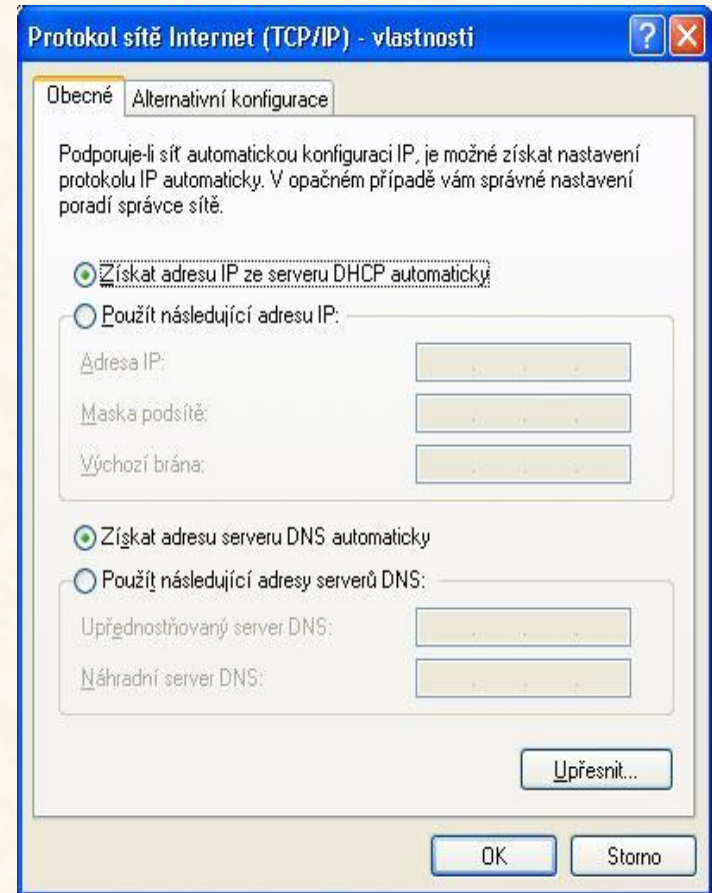 Protokol sítě Internet (TCP/IP) - vlastnosti
Obecné
Alternativní konfigurace
Podporuje-li síť automatickou konfiguraci IP, je možné získat nastavení
protokolu IP automaticky. V opačném případě vám správné nastavení
poradí správce sítě.
Získat adresu IP ze serveru DHCP automaticky
Použít následující adresu IP:
Adresa IP:
Maska podsítě:
Výchozí brána:
Získat adresu serveru DNS automaticky
Použít následující adresy serverů DNS:
Upřednostňovaný server DNS:
Náhradní server DNS:
Upřesnit...
OK
Storno